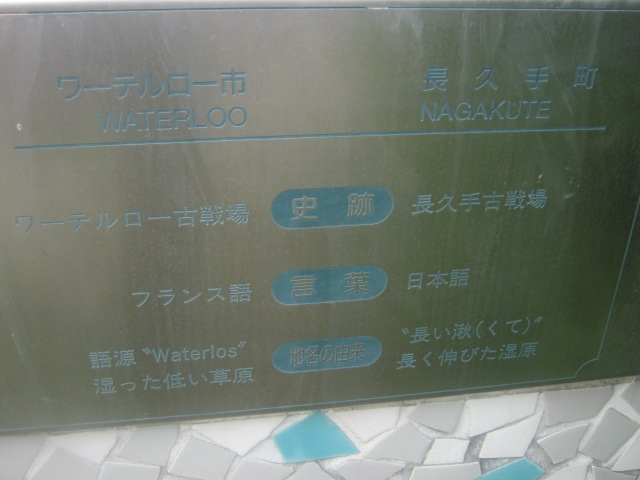 ワーテルロー市 長久手町
WATERLOO NAGAKUTE
ワーテルロー古戦場 史跡 長久手古戦場
フランス語 言葉 日本語
語源“Waterlos” 地名の由来 “長い湫(くて)”
湿った低い草原 長く伸びた湿原